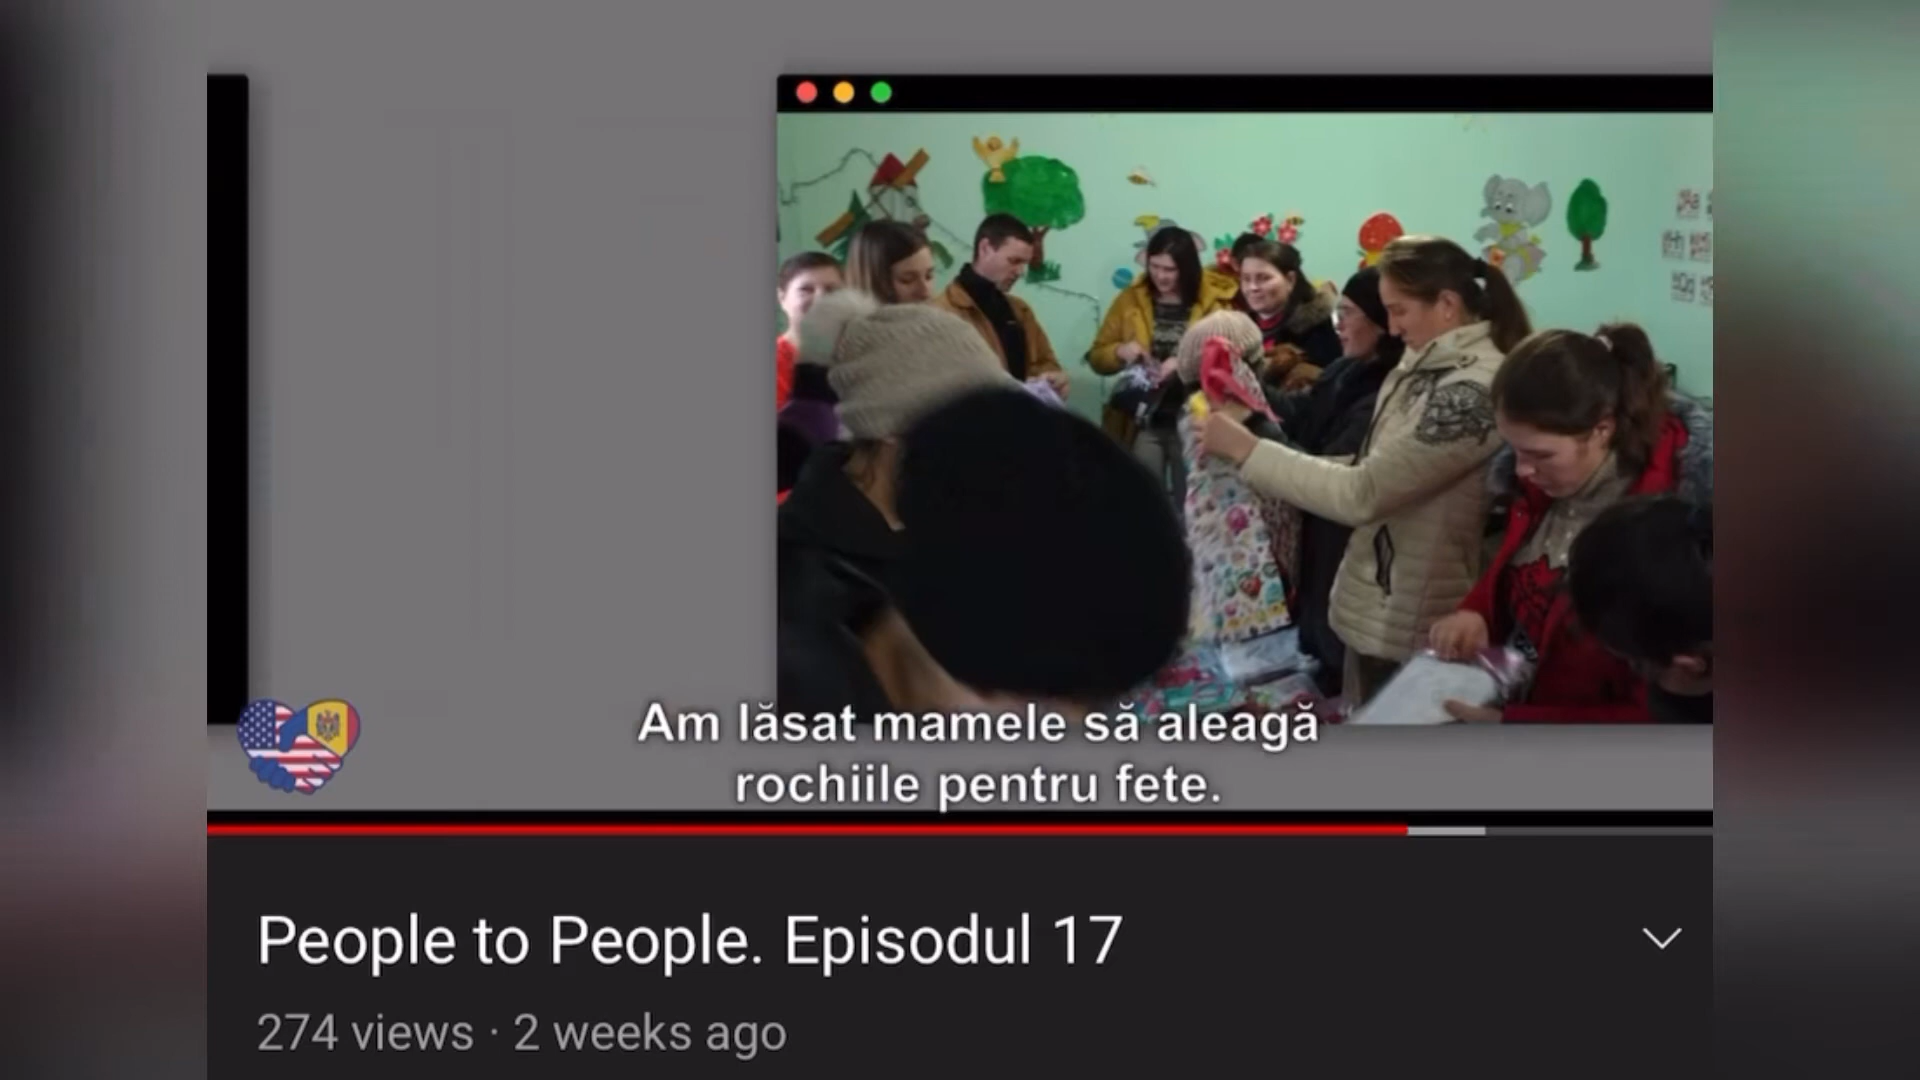 Am lăsat mamele să aleagă
rochiile pentru fete.
People to People. Episodul 17
274 views · 2 weeks ago